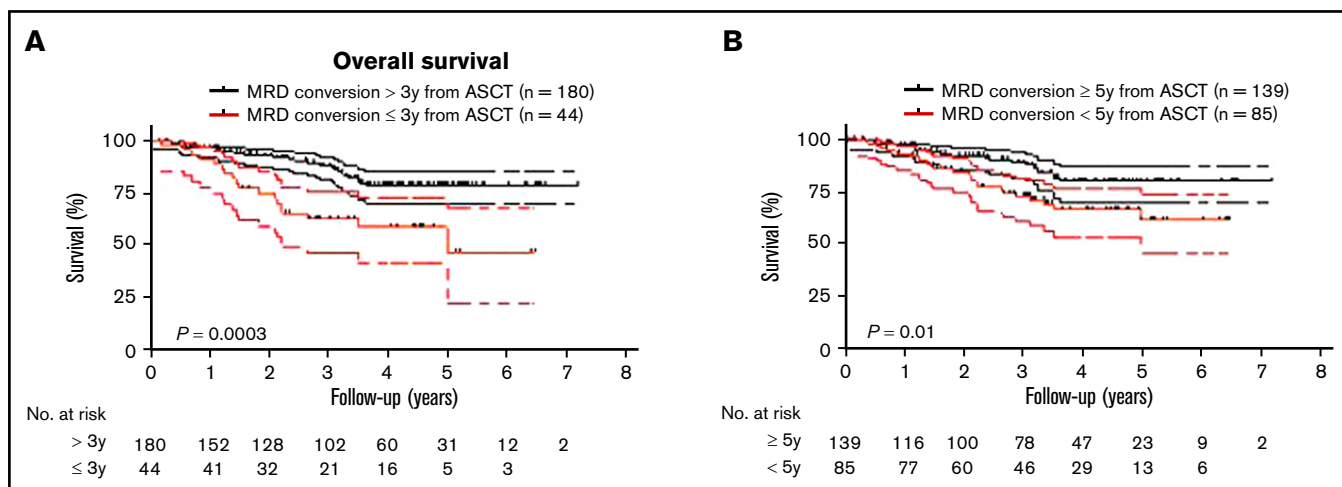 A
Overall survival
MRD conversion > 3y from ASCT (n = 180)
MRD conversion ≤ 3y from ASCT (n = 44)
100
75
50
25
0
Survival (%)
P = 0.0003
0 1 2 3 4 5 6 7 8
Follow-up (years)
No. at risk
> 3y 180 152 128 102 60 31 12 2
≤ 3y 44 41 32 21 16 5 3
B
MRD conversion ≥ 5y from ASCT (n = 139)
MRD conversion < 5y from ASCT (n = 85)
100
75
50
25
0
Survival (%)
P = 0.01
0 1 2 3 4 5 6 7 8
Follow-up (years)
No. at risk
≥ 5y 139 116 100 78 47 23 9 2
< 5y 85 77 60 46 29 13 6